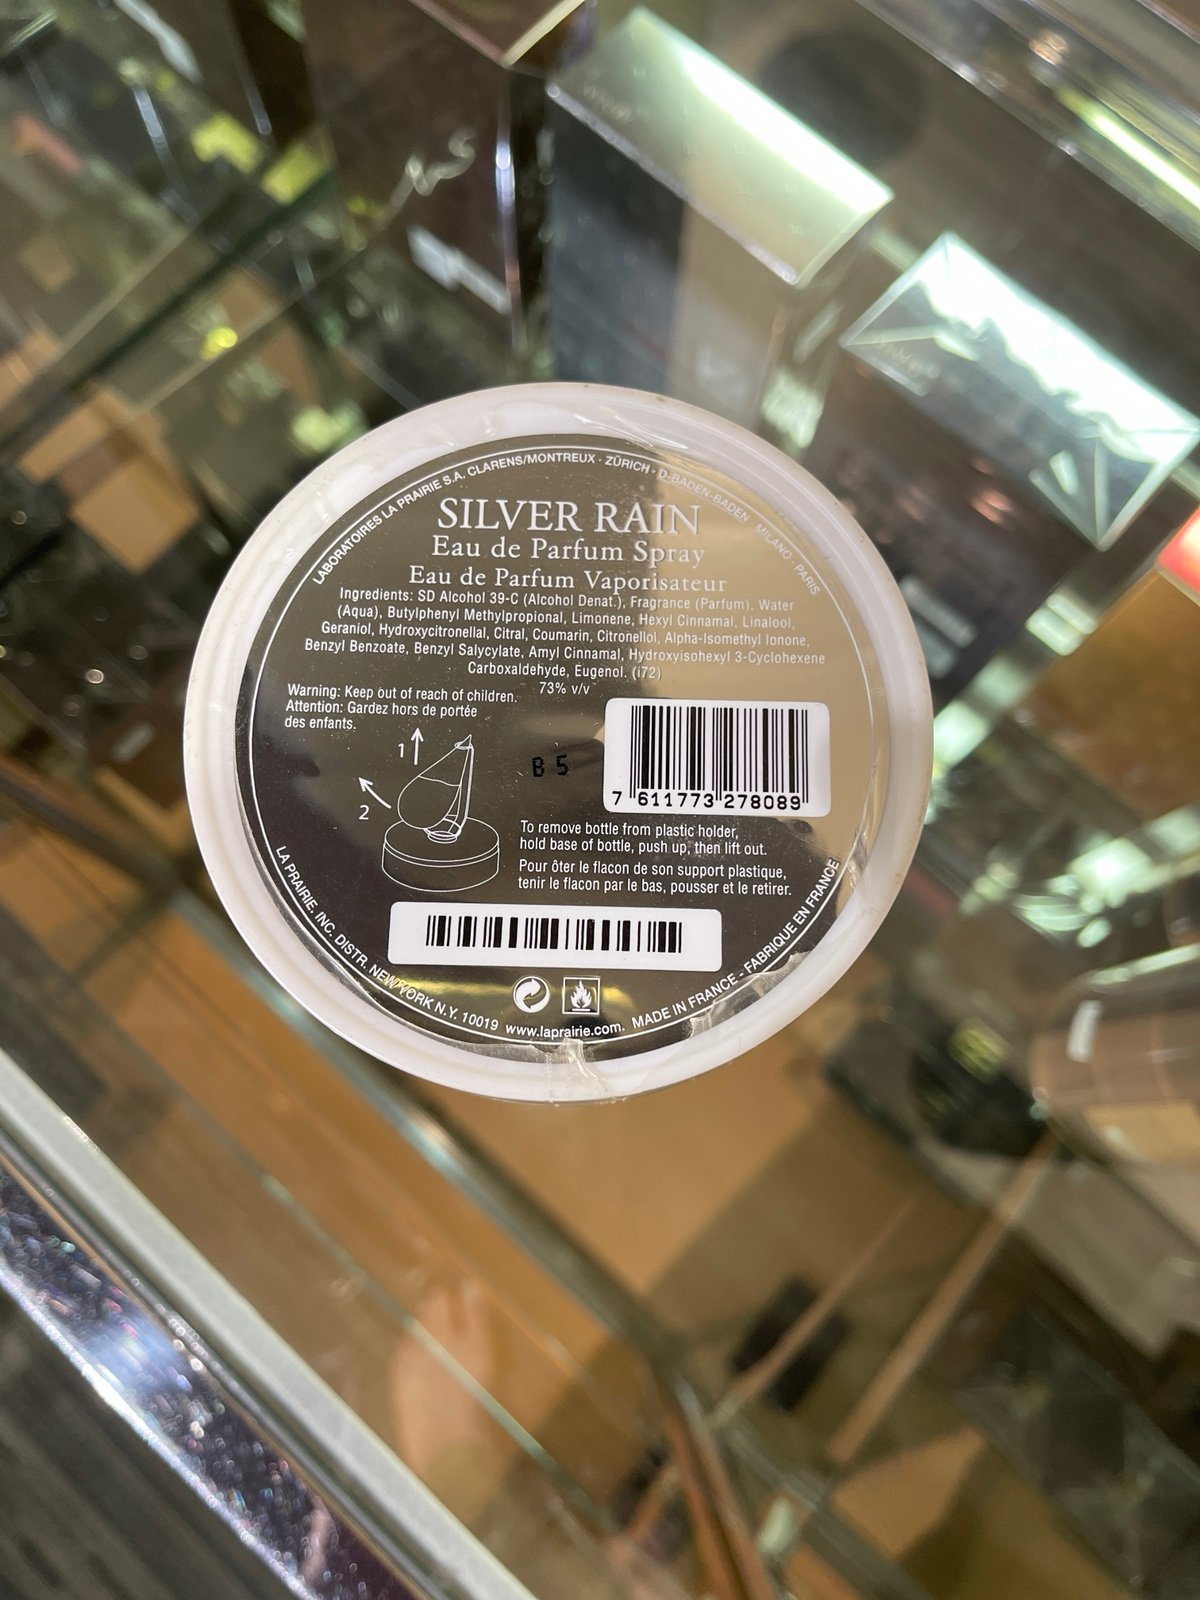 LABORATOIRES LA PRAIRIE S.A. CLARENS/MONTREUX - ZÜRICH - D-BADEN-BADEN MILANO PARIS
SILVER RAIN
Eau de Parfum Spray
Eau de Parfum Vaporisateur
Ingredients: SD Alcohol 39-C (Alcohol Denat.), Fragrance (Parfum), Water
(Aqua), Butylphenyl Methylpropional, Limonene, Hexyl Cinnamal, Linalool,
Geraniol, Hydroxycitronellal, Citral, Coumarin, Citronellol, Alpha-Isomethyl Ionone,
Benzyl Benzoate, Benzyl Salycylate, Amyl Cinnamal, Hydroxyisohexyl 3-Cyclohexene
Carboxaldehyde, Eugenol. (i72)
73% v/v
Warning: Keep out of reach of children.
Attention: Gardez hors de portée
des enfants.
1
2
B 5
7 611773 278089
To remove bottle from plastic holder,
hold base of bottle, push up, then lift out.
Pour ôter le flacon de son support plastique,
tenir le flacon par le bas, pousser et le retirer.
LA PRAIRIE, INC. DISTR. NEW YORK N.Y. 10019 www.laprairie.com. MADE IN FRANCE - FABRIQUE EN FRANCE